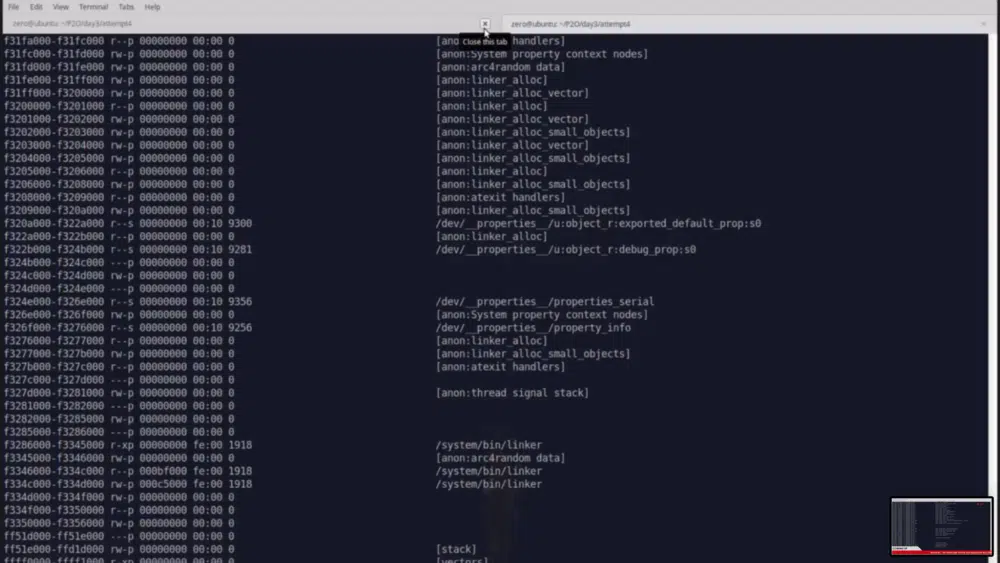 File Edit View Terminal Tabs Help
zero@ubuntu: ~/P2O/day3/attempt4 zero@ubuntu: ~/P2O/day3/attempt4
Close this tab
f31fa000-f31fc000 r--p 00000000 00:00 0 [ano handlers]
f31fc000-f31fd000 rw-p 00000000 00:00 0 [anon:System property context nodes]
f31fd000-f31fe000 rw-p 00000000 00:00 0 [anon:arc4random data]
f31fe000-f31ff000 r--p 00000000 00:00 0 [anon:linker_alloc]
f31ff000-f3200000 rw-p 00000000 00:00 0 [anon:linker_alloc_vector]
f3200000-f3201000 r--p 00000000 00:00 0 [anon:linker_alloc]
f3201000-f3202000 rw-p 00000000 00:00 0 [anon:linker_alloc_vector]
f3202000-f3203000 rw-p 00000000 00:00 0 [anon:linker_alloc_small_objects]
f3203000-f3204000 rw-p 00000000 00:00 0 [anon:linker_alloc_vector]
f3204000-f3205000 rw-p 00000000 00:00 0 [anon:linker_alloc_small_objects]
f3205000-f3206000 r--p 00000000 00:00 0 [anon:linker_alloc]
f3206000-f3208000 rw-p 00000000 00:00 0 [anon:linker_alloc_small_objects]
f3208000-f3209000 r--p 00000000 00:00 0 [anon:atexit handlers]
f3209000-f320a000 rw-p 00000000 00:00 0 [anon:linker_alloc_small_objects]
f320a000-f322a000 r--s 00000000 00:10 9300 /dev/__properties__/u:object_r:exported_default_prop:s0
f322a000-f322b000 r--p 00000000 00:00 0 [anon:linker_alloc]
f322b000-f324b000 r--s 00000000 00:10 9281 /dev/__properties__/u:object_r:debug_prop:s0
f324b000-f324c000 ---p 00000000 00:00 0
f324c000-f324d000 rw-p 00000000 00:00 0
f324d000-f324e000 ---p 00000000 00:00 0
f324e000-f326e000 r--s 00000000 00:10 9356 /dev/__properties__/properties_serial
f326e000-f326f000 rw-p 00000000 00:00 0 [anon:System property context nodes]
f326f000-f3276000 r--s 00000000 00:10 9256 /dev/__properties__/property_info
f3276000-f3277000 r--p 00000000 00:00 0 [anon:linker_alloc]
f3277000-f327b000 rw-p 00000000 00:00 0 [anon:linker_alloc_small_objects]
f327b000-f327c000 r--p 00000000 00:00 0 [anon:atexit handlers]
f327c000-f327d000 ---p 00000000 00:00 0
f327d000-f3281000 rw-p 00000000 00:00 0 [anon:thread signal stack]
f3281000-f3282000 ---p 00000000 00:00 0
f3282000-f3285000 rw-p 00000000 00:00 0
f3285000-f3286000 ---p 00000000 00:00 0
f3286000-f3345000 r-xp 00000000 fe:00 1918 /system/bin/linker
f3345000-f3346000 rw-p 00000000 00:00 0 [anon:arc4random data]
f3346000-f334c000 r--p 000bf000 fe:00 1918 /system/bin/linker
f334c000-f334d000 rw-p 000c5000 fe:00 1918 /system/bin/linker
f334d000-f334f000 rw-p 00000000 00:00 0
f334f000-f3350000 r--p 00000000 00:00 0
f3350000-f3356000 rw-p 00000000 00:00 0
ff51d000-ff51e000 ---p 00000000 00:00 0
ff51e000-ffd1d000 rw-p 00000000 00:00 0 [stack]
ffff0000-ffff1000 r-xp 00000000 00:00 0 [vectors]